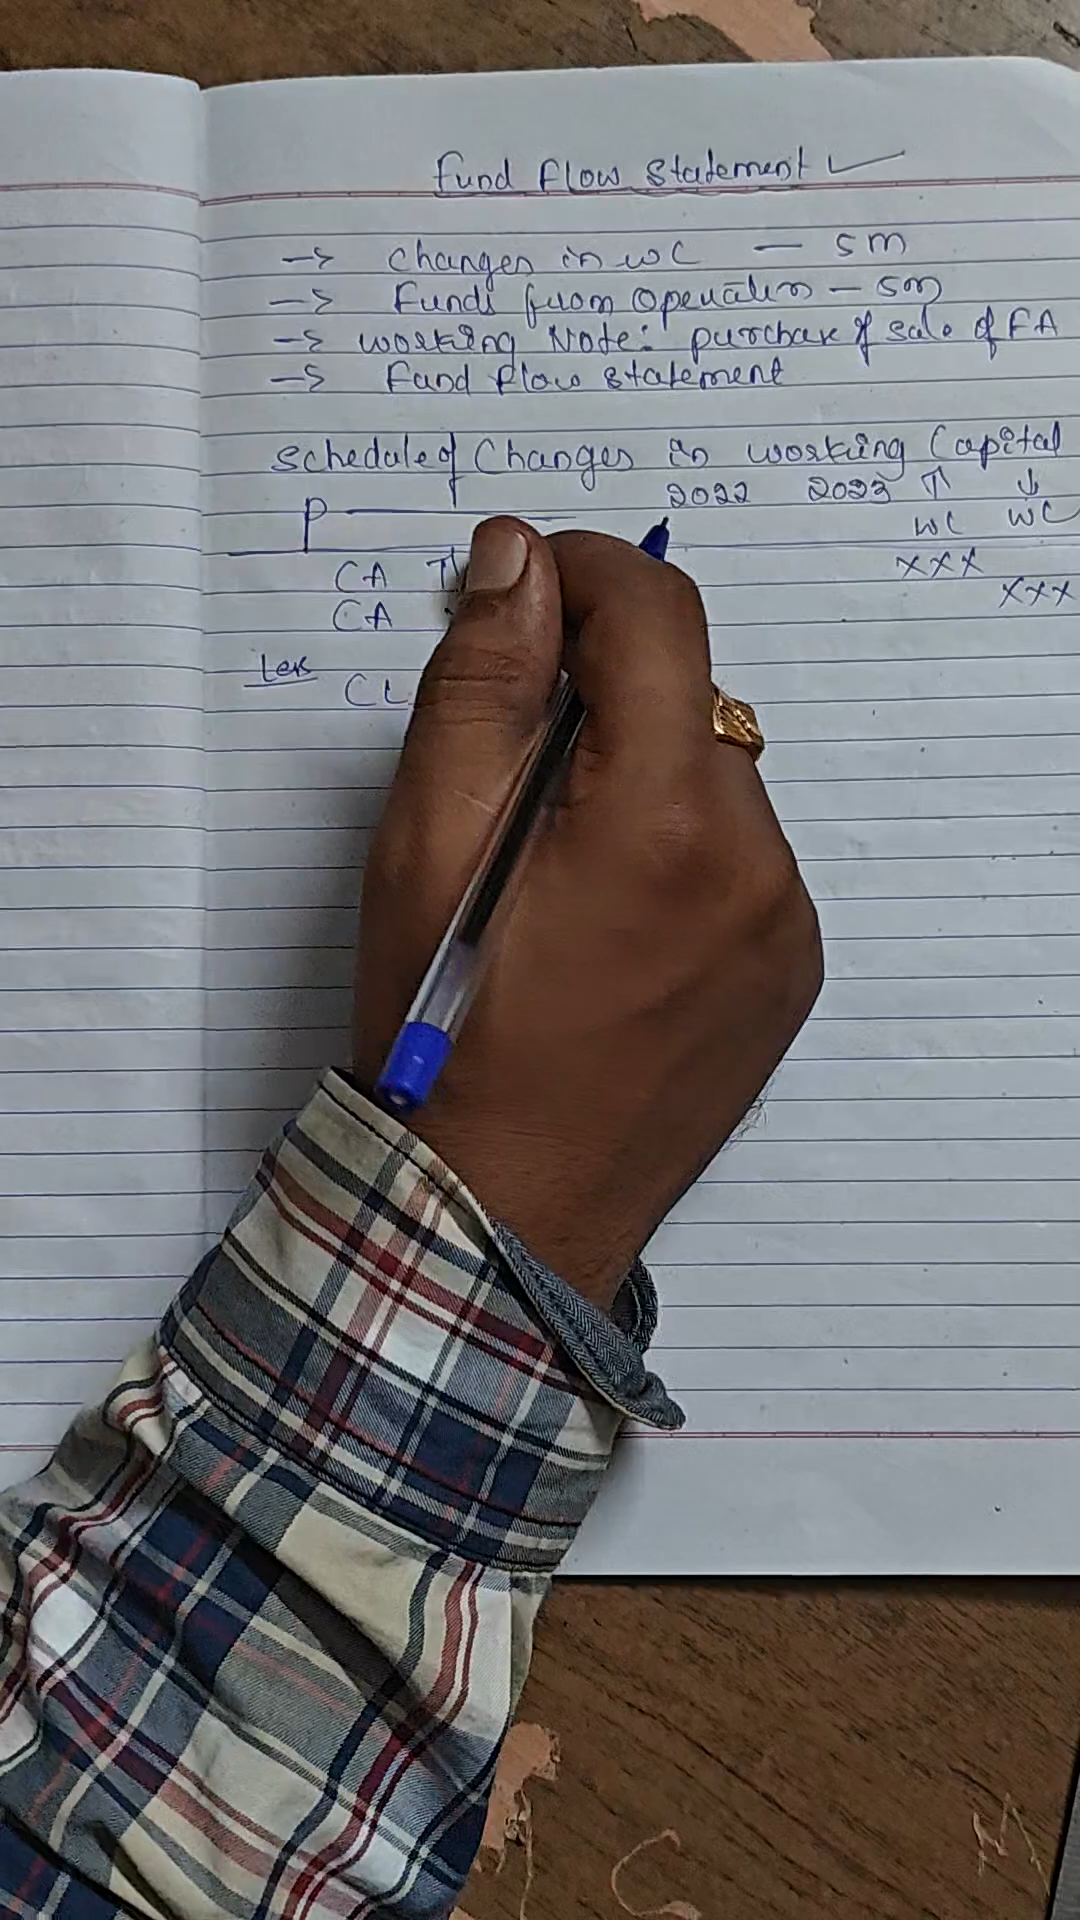 Fund Flow Statement ✓
→ Changes in WC — 5m
→ Funds from Operation — 5m
→ Working Note: purchase of sale of FA
→ Fund Flow Statement
Schedule of Changes in working Capital
P 2022 2023 ↑ WC ↓ WC
CA ↑ xxx
CA xxx
Less CL
C M